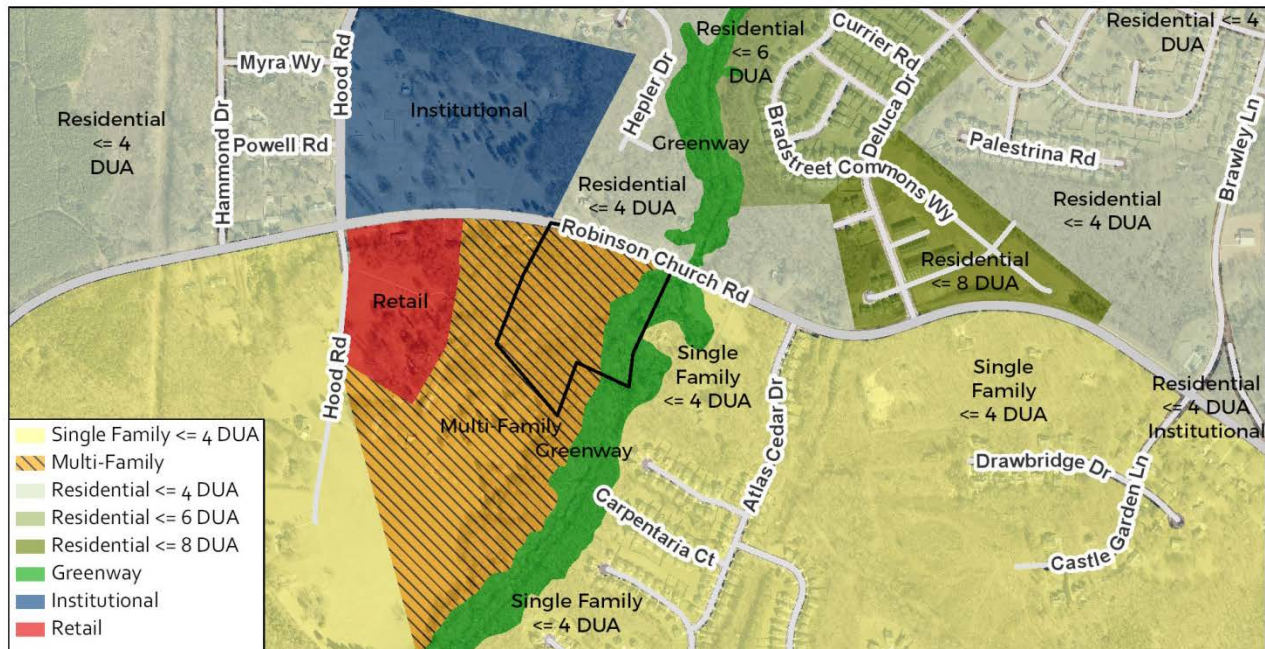 Residential
<= 4
DUA
Hammond Dr
Myra Wy
Powell Rd
Hood Rd
Institutional
Hepler Dr
Residential
<= 4 DUA
Greenway
Residential
<= 6
DUA
Currier Rd
Deluca Dr
Bradstreet Commons Wy
Palestrina Rd
Residential <= 4
DUA
Brawley Ln
Residential
<= 4 DUA
Residential
<= 8 DUA
Robinson Church Rd
Retail
Hood Rd
Multi-Family
Greenway
Single
Family
<= 4 DUA
Atlas Cedar Dr
Carpentaria Ct
Single Family
<= 4 DUA
Single
Family
<= 4 DUA
Residential
<= 4 DUA
Institutional
Drawbridge Dr
Castle Garden Ln
Single Family <= 4 DUA
Multi-Family
Residential <= 4 DUA
Residential <= 6 DUA
Residential <= 8 DUA
Greenway
Institutional
Retail